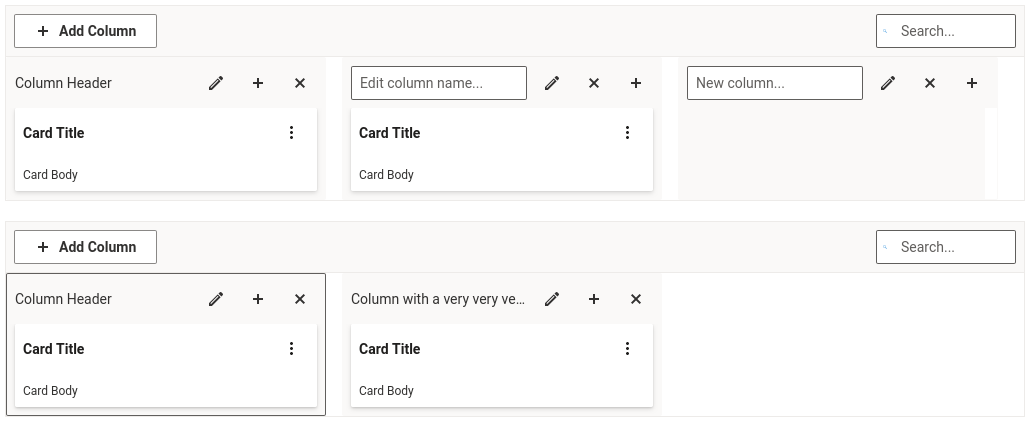 Add Column
Search...
Column Header
Edit column name...
New column...
Card Title
Card Title
Card Body
Card Body
Add Column
Search...
Column Header
Column with a very very ve...
Card Title
Card Title
Card Body
Card Body